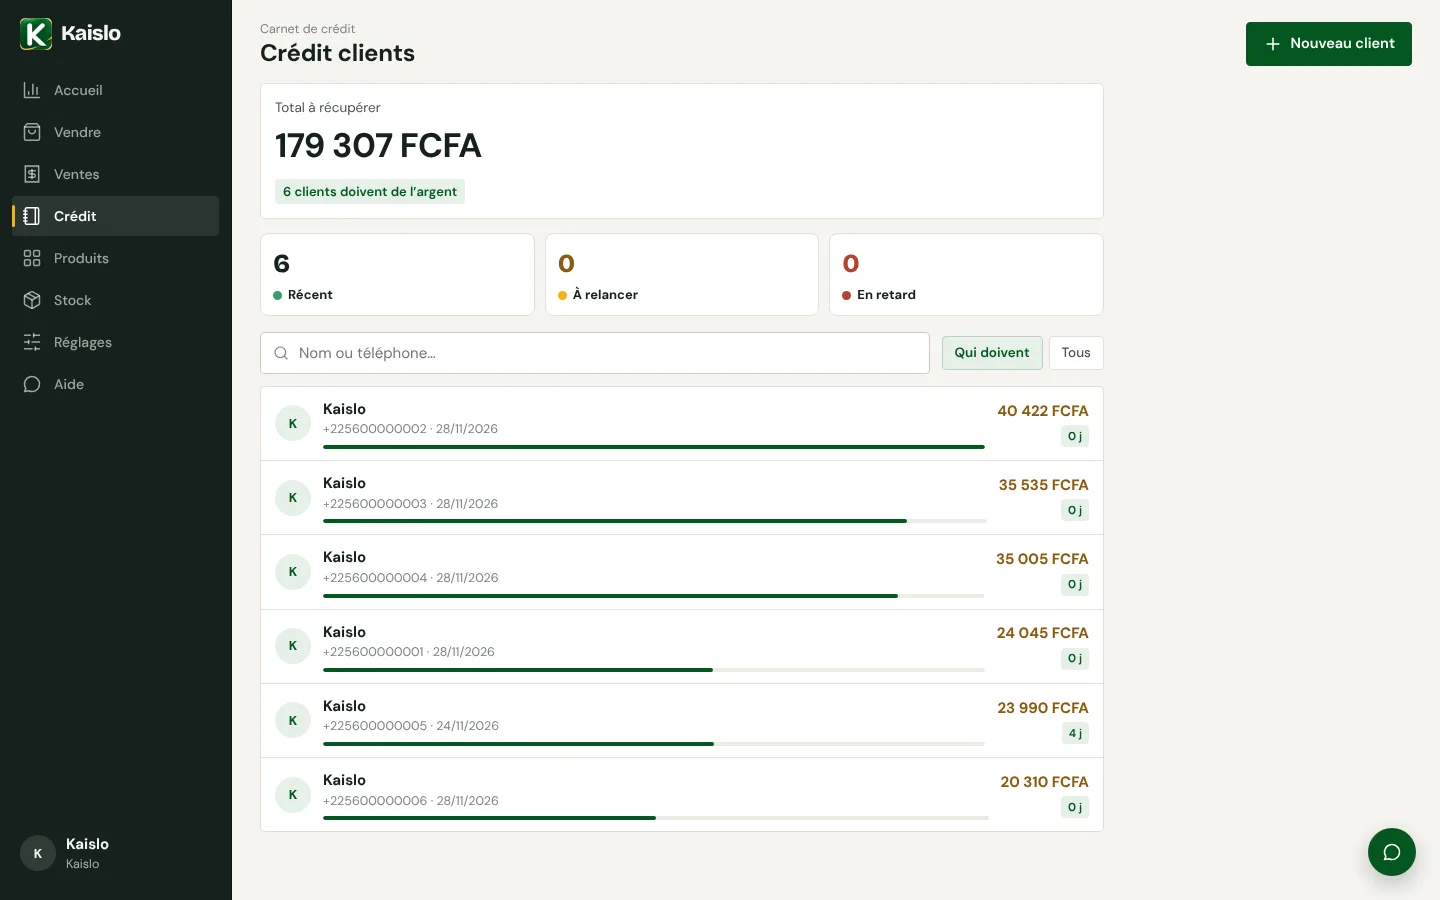 Kaislo
Accueil
Vendre
Ventes
Crédit
Produits
Stock
Réglages
Aide
K
Kaislo
Kaislo
Carnet de crédit
Crédit clients
Nouveau client
Total à récupérer
179 307 FCFA
6 clients doivent de l’argent
6
Récent
0
À relancer
0
En retard
Nom ou téléphone…
Qui doivent
Tous
K
Kaislo
+225600000002 · 28/11/2026
40 422 FCFA
0 j
K
Kaislo
+225600000003 · 28/11/2026
35 535 FCFA
0 j
K
Kaislo
+225600000004 · 28/11/2026
35 005 FCFA
0 j
K
Kaislo
+225600000001 · 28/11/2026
24 045 FCFA
0 j
K
Kaislo
+225600000005 · 24/11/2026
23 990 FCFA
4 j
K
Kaislo
+225600000006 · 28/11/2026
20 310 FCFA
0 j